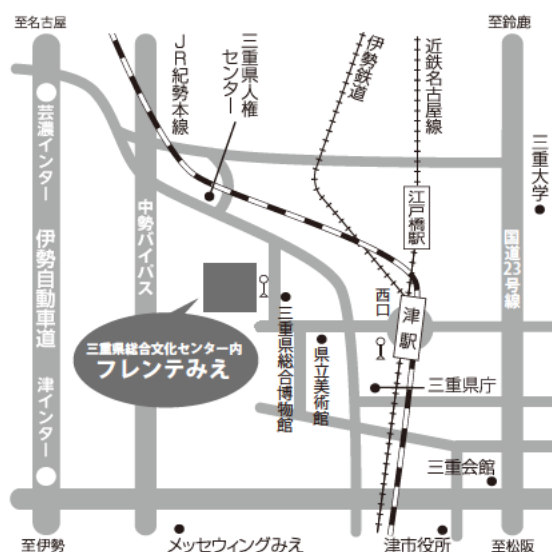 至名古屋
至鈴鹿
JR紀勢本線
三重県人権
センター
伊勢鉄道
近鉄名古屋線
芸濃インター
伊勢自動車道
津インター
中勢バイパス
三重大学
江戸橋駅
国道23号線
西口
津駅
三重県総合文化センター内
フレンテみえ
三重県総合博物館
県立美術館
三重県庁
三重会館
至伊勢
メッセウィングみえ
津市役所
至松阪